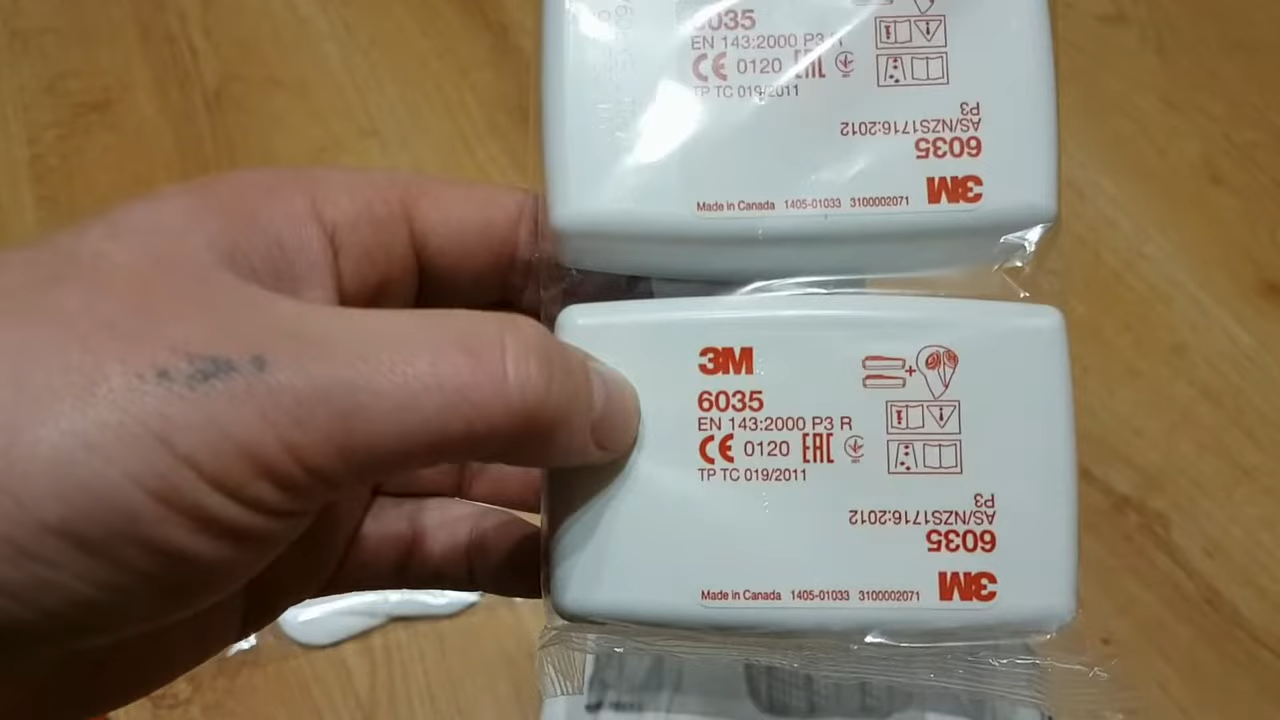 6035
EN 143:2000 P3 R
CE 0120 EAC
TP TC 019/2011
P3
AS/NZS1716:2012
6035
3M
Made in Canada 1405-01033 3100002071
3M
6035
EN 143:2000 P3 R
CE 0120 EAC
TP TC 019/2011
P3
AS/NZS1716:2012
6035
3M
Made in Canada 1405-01033 3100002071